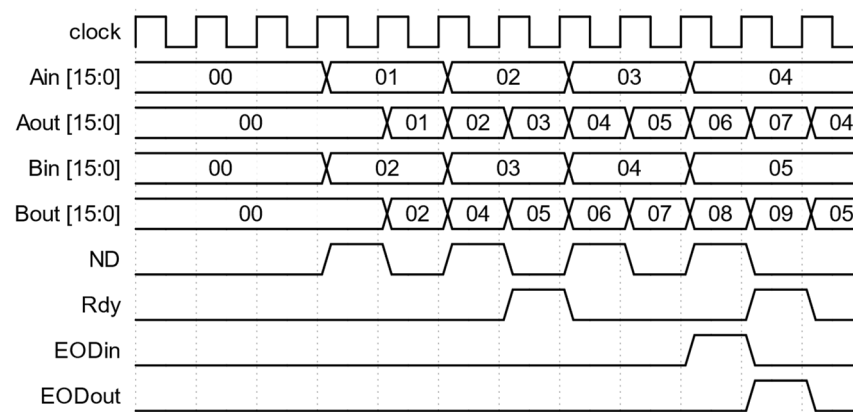 clock
Ain [15:0] 00 01 02 03 04
Aout [15:0] 00 01 02 03 04 05 06 07 04
Bin [15:0] 00 02 03 04 05
Bout [15:0] 00 02 04 05 06 07 08 09 05
ND
Rdy
EODin
EODout